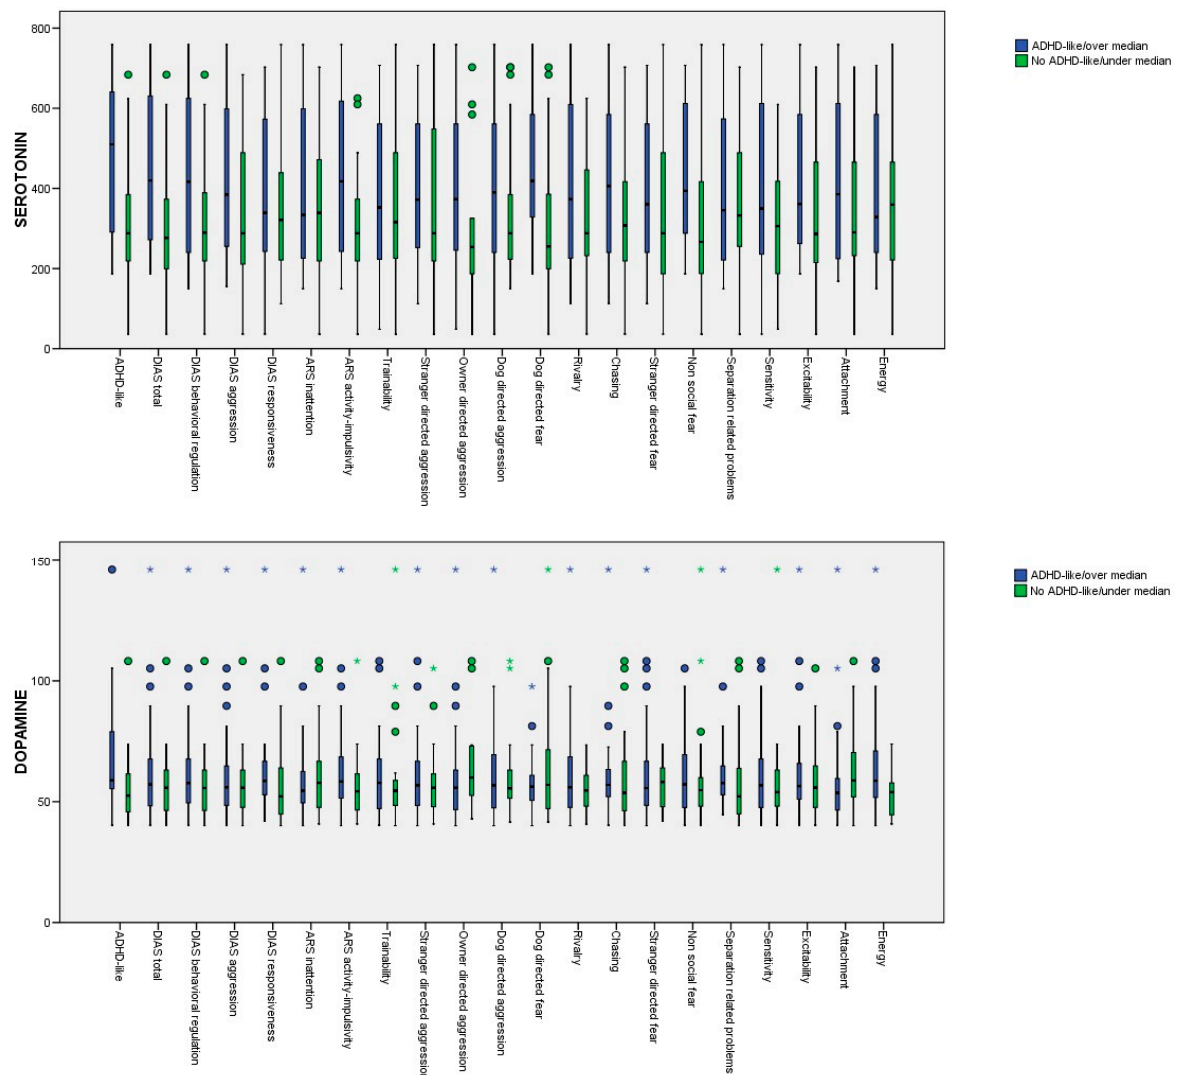 800
600
400
200
0
SEROTONIN
ADHD-like
DIAS total
DIAS behavioral regulation
DIAS aggression
DIAS responsiveness
ARS inattention
ARS activity-impulsivity
Trainability
Stranger directed aggression
Owner directed aggression
Dog directed aggression
Dog directed fear
Rivalry
Chasing
Stranger directed fear
Non social fear
Separation related problems
Sensitivity
Excitability
Attachment
Energy
ADHD-like/over median
No ADHD-like/under median
150
100
50
0
DOPAMINE
ADHD-like
DIAS total
DIAS behavioral regulation
DIAS aggression
DIAS responsiveness
ARS inattention
ARS activity-impulsivity
Trainability
Stranger directed aggression
Owner directed aggression
Dog directed aggression
Dog directed fear
Rivalry
Chasing
Stranger directed fear
Non social fear
Separation related problems
Sensitivity
Excitability
Attachment
Energy
ADHD-like/over median
No ADHD-like/under median